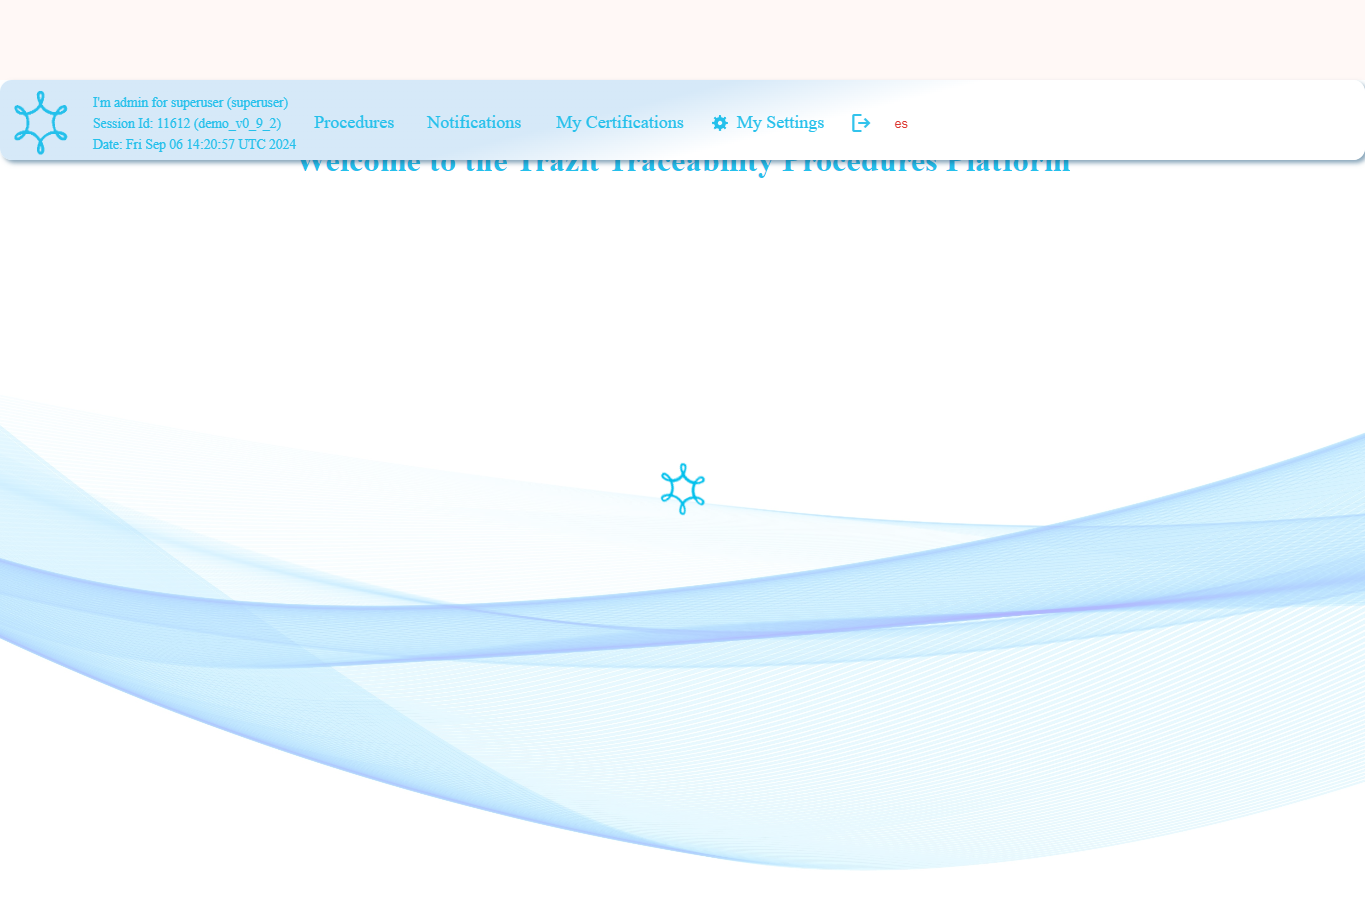 I'm admin for superuser (superuser)
Session Id: 11612 (demo_v0_9_2)
Date: Fri Sep 06 14:20:57 UTC 2024
Procedures
Notifications
My Certifications
My Settings
es
Welcome to the Trazit Traceability Procedures Platform